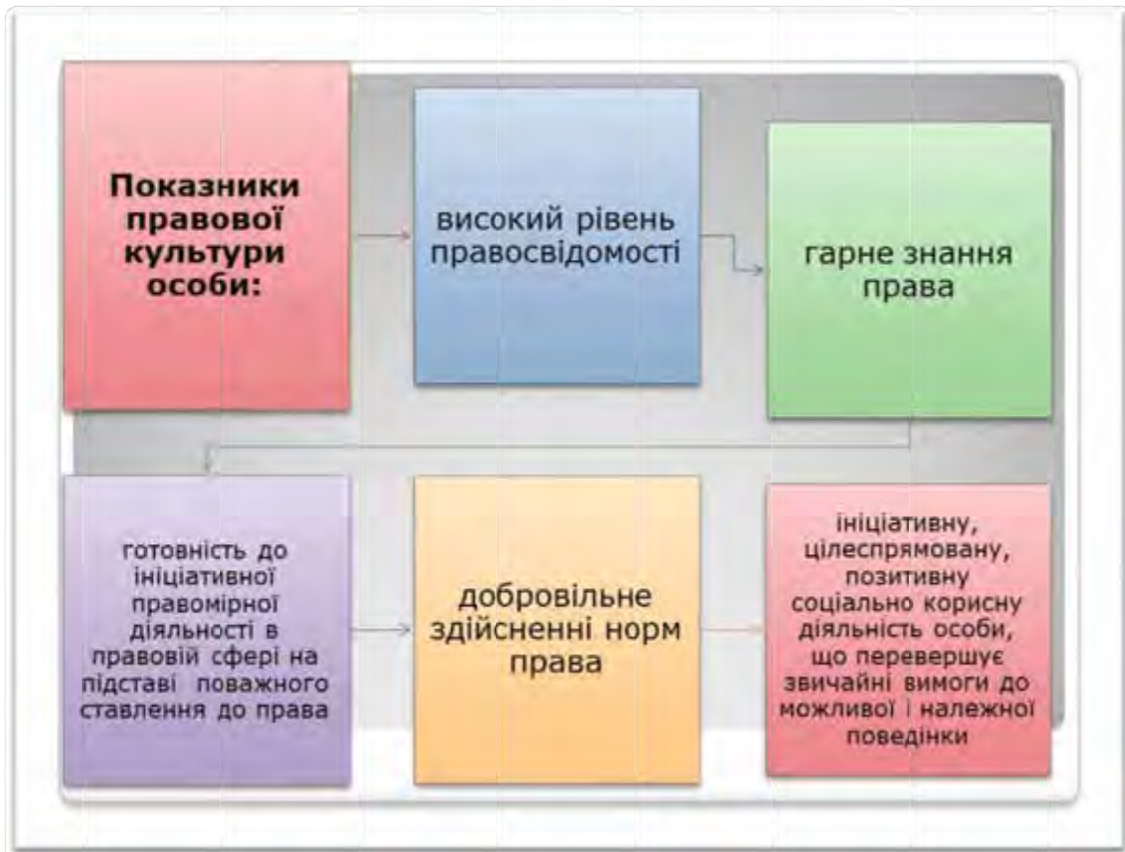 Показники
правової
культури
особи:
високий рівень
правосвідомості
гарне знання
права
готовність до
ініціативної
правомірної
діяльності в
правовій сфері на
підставі поважного
ставлення до права
добровільне
здійсненні норм
права
ініціативну,
цілеспрямовану,
позитивну
соціально корисну
діяльність особи,
що перевершує
звичайні вимоги до
можливої і належної
поведінки